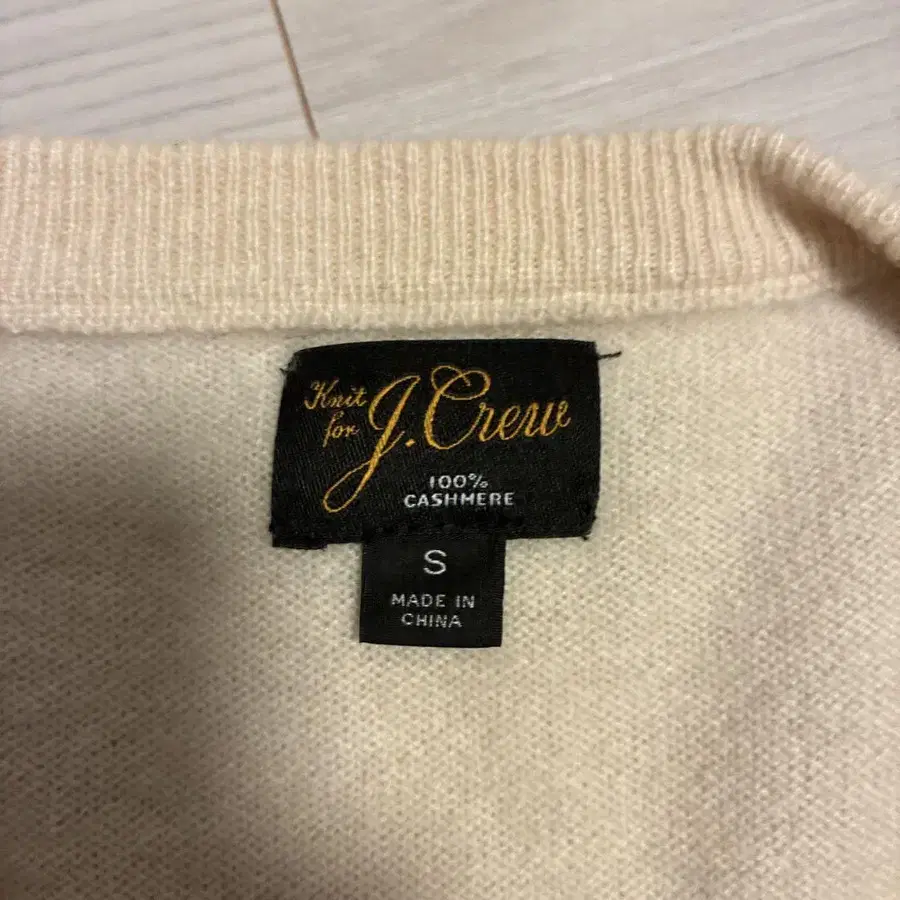 Knit
for J. Crew
100%
CASHMERE
S
MADE IN
CHINA